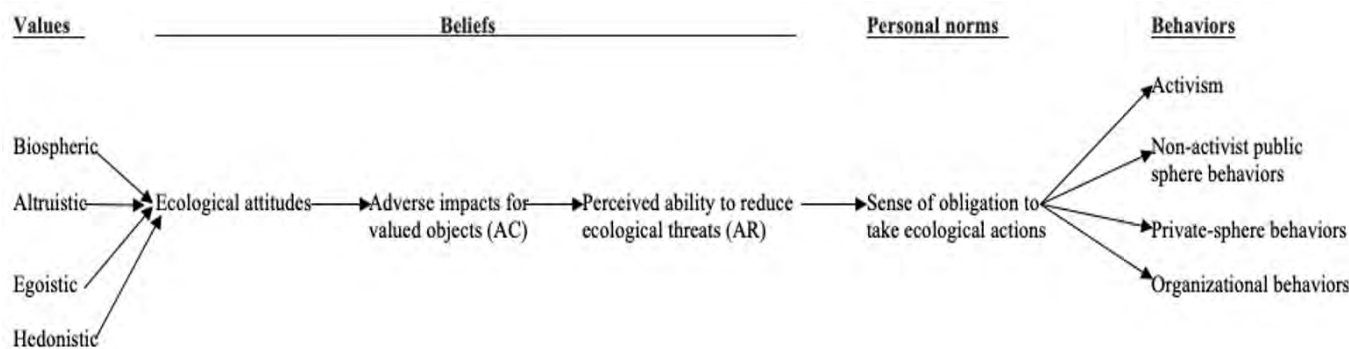 Values
Beliefs
Personal norms
Behaviors
Activism
Biospheric
Non-activist public
sphere behaviors
Altruistic
Ecological attitudes
Adverse impacts for
valued objects (AC)
Perceived ability to reduce
ecological threats (AR)
Sense of obligation to
take ecological actions
Private-sphere behaviors
Egoistic
Organizational behaviors
Hedonistic